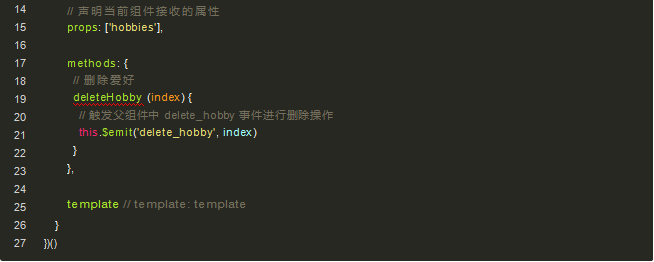 14 // 声明当前组件接收的属性
15 props: ['hobbies'],
16
17 methods: {
18 // 删除爱好
19 deleteHobby (index) {
20 // 触发父组件中 delete_hobby 事件进行删除操作
21 this.$emit('delete_hobby', index)
22 }
23 },
24
25 template // template: template
26 }
27 })()